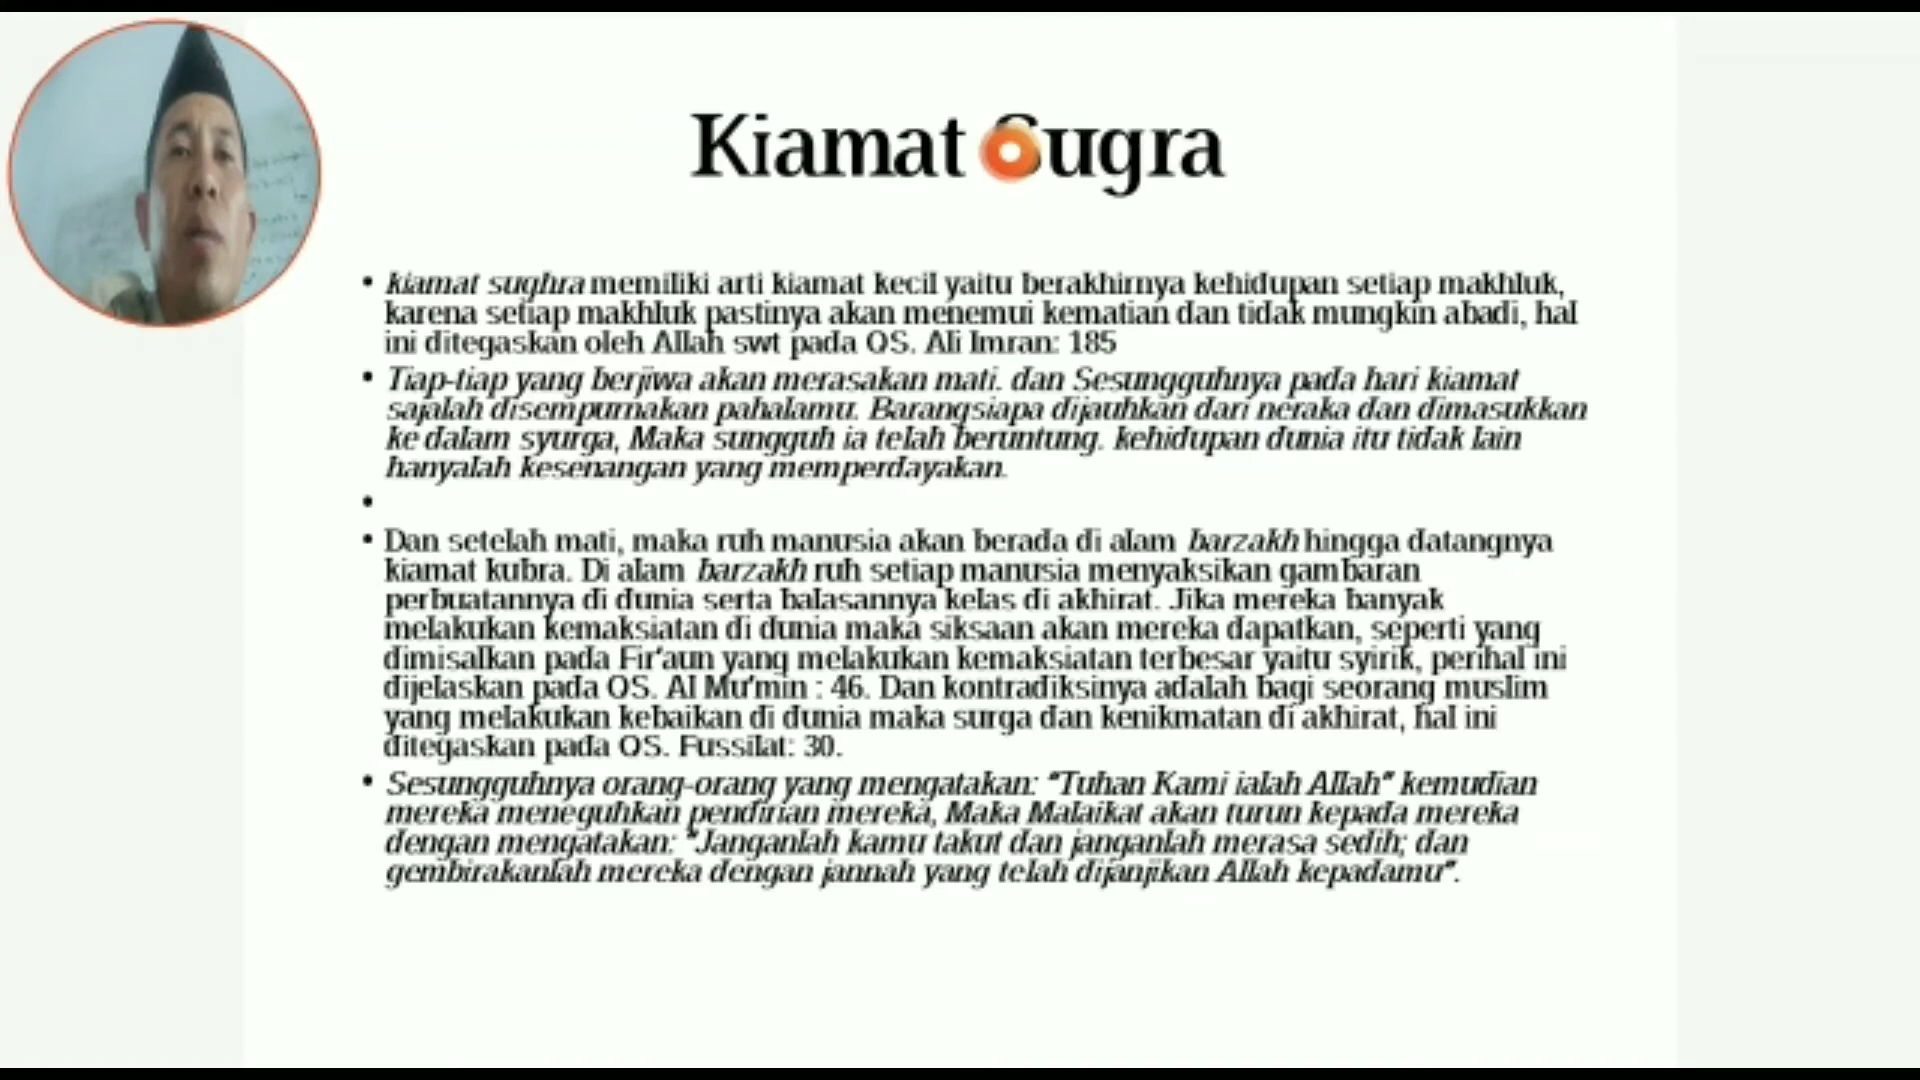 Kiamat Sugra
• kiamat sughra memiliki arti kiamat kecil yaitu berakhirnya kehidupan setiap makhluk,
karena setiap makhluk pastinya akan menemui kematian dan tidak mungkin abadi, hal
ini ditegaskan oleh Allah swt pada QS. Ali Imran: 185
• Tiap-tiap yang berjiwa akan merasakan mati. dan Sesungguhnya pada hari kiamat
sajalah disempurnakan pahalamu. Barangsiapa dijauhkan dari neraka dan dimasukkan
ke dalam syurga, Maka sungguh ia telah beruntung. kehidupan dunia itu tidak lain
hanyalah kesenangan yang memperdayakan.
•
• Dan setelah mati, maka ruh manusia akan berada di alam barzakh hingga datangnya
kiamat kubra. Di alam barzakh ruh setiap manusia menyaksikan gambaran
perbuatannya di dunia serta balasannya kelas di akhirat. Jika mereka banyak
melakukan kemaksiatan di dunia maka siksaan akan mereka dapatkan, seperti yang
dimisalkan pada Fir'aun yang melakukan kemaksiatan terbesar yaitu syirik, perihal ini
dijelaskan pada QS. Al Mu'min : 46. Dan kontradiksinya adalah bagi seorang muslim
yang melakukan kebaikan di dunia maka surga dan kenikmatan di akhirat, hal ini
ditegaskan pada QS. Fussilat: 30.
• Sesungguhnya orang-orang yang mengatakan: "Tuhan Kami ialah Allah" kemudian
mereka meneguhkan pendirian mereka, Maka Malaikat akan turun kepada mereka
dengan mengatakan: "Janganlah kamu takut dan janganlah merasa sedih; dan
gembirakanlah mereka dengan jannah yang telah dijanjikan Allah kepadamu".